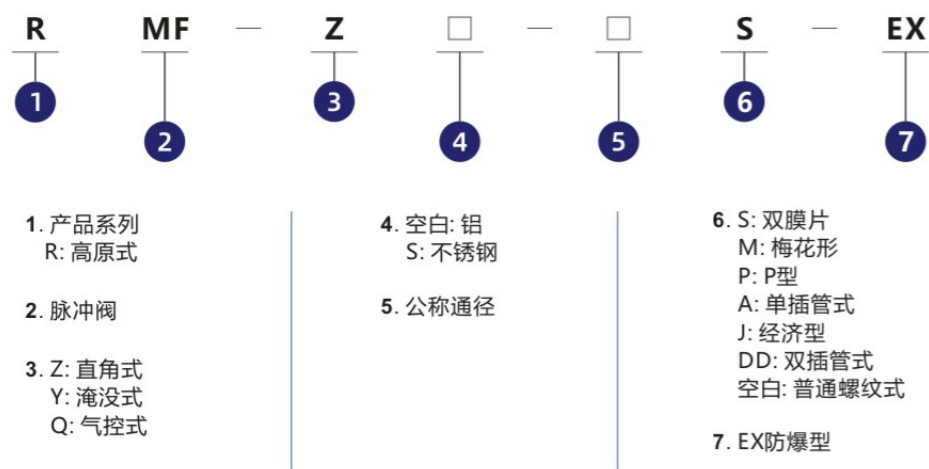 R MF — Z □ — □ S — EX
1 2 3 4 5 6 7
1. 产品系列
R: 高原式
2. 脉冲阀
3. Z: 直角式
Y: 淹没式
Q: 气控式
4. 空白: 铝
S: 不锈钢
5. 公称通径
6. S: 双膜片
M: 梅花形
P: P型
A: 单插管式
J: 经济型
DD: 双插管式
空白: 普通螺纹式
7. EX防爆型